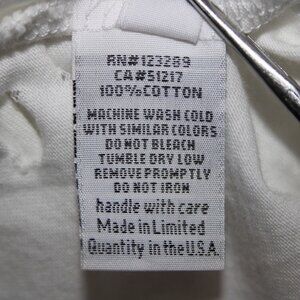 RN#123289
CA#51217
100%COTTON
MACHINE WASH COLD
WITH SIMILAR COLORS
DO NOT BLEACH
TUMBLE DRY LOW
REMOVE PROMPTLY
DO NOT IRON
handle with care
Made in Limited
Quantity in the U.S.A.